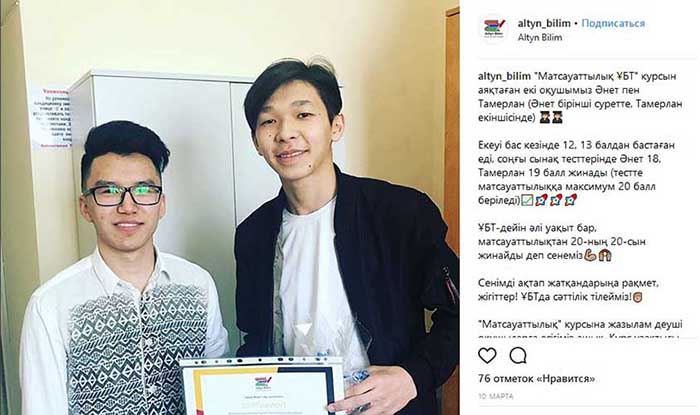 altyn_bilim • Подписаться
Altyn Bilim
altyn_bilim "Матсауаттылық ҰБТ" курсын
аяқтаған екі оқушымыз Әнет пен
Тамерлан (Әнет бірінші суретте, Тамерлан
екіншісінде)
Екеуі бас кезінде 12, 13 балдан бастаған
еді, соңғы сынақ тесттерінде Әнет 18,
Тамерлан 19 балл жинады (тестте
матсауаттылыққа максимум 20 балл
беріледі)✅🚀🚀🚀
ҰБТ-дейін әлі уақыт бар,
матсауаттылықтан 20-ның 20-сын
жинайды деп сенеміз💪
Сенімді ақтап жатқандарыңа рақмет,
жігіттер! ҰБТда сәттілік тілейміз!
"Матсауаттылық" курсына жазылам деуші
76 отметок «Нравится»
10 МАРТА